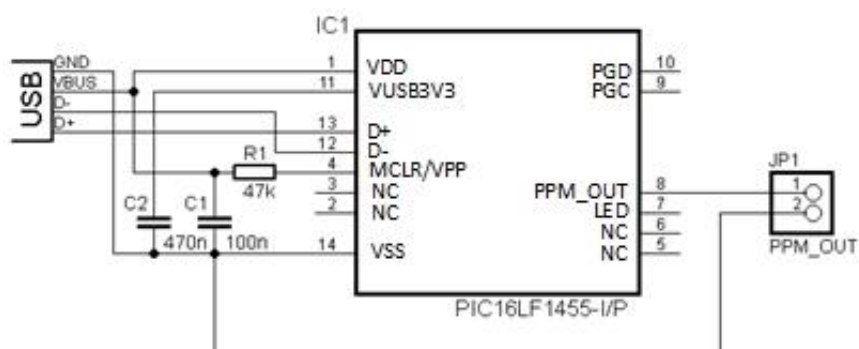 IC1
USB
GND
VBUS
D-
D+
1 VDD
11 VUSB3V3
13 D+
12 D-
4 MCLR/VPP
3 NC
2 NC
14 VSS
R1
47k
C2
470n
C1
100n
PGD 10
PGC 9
PPM_OUT 8
LED 7
NC 6
NC 5
JP1
1
2
PPM_OUT
PIC16LF1455-I/P